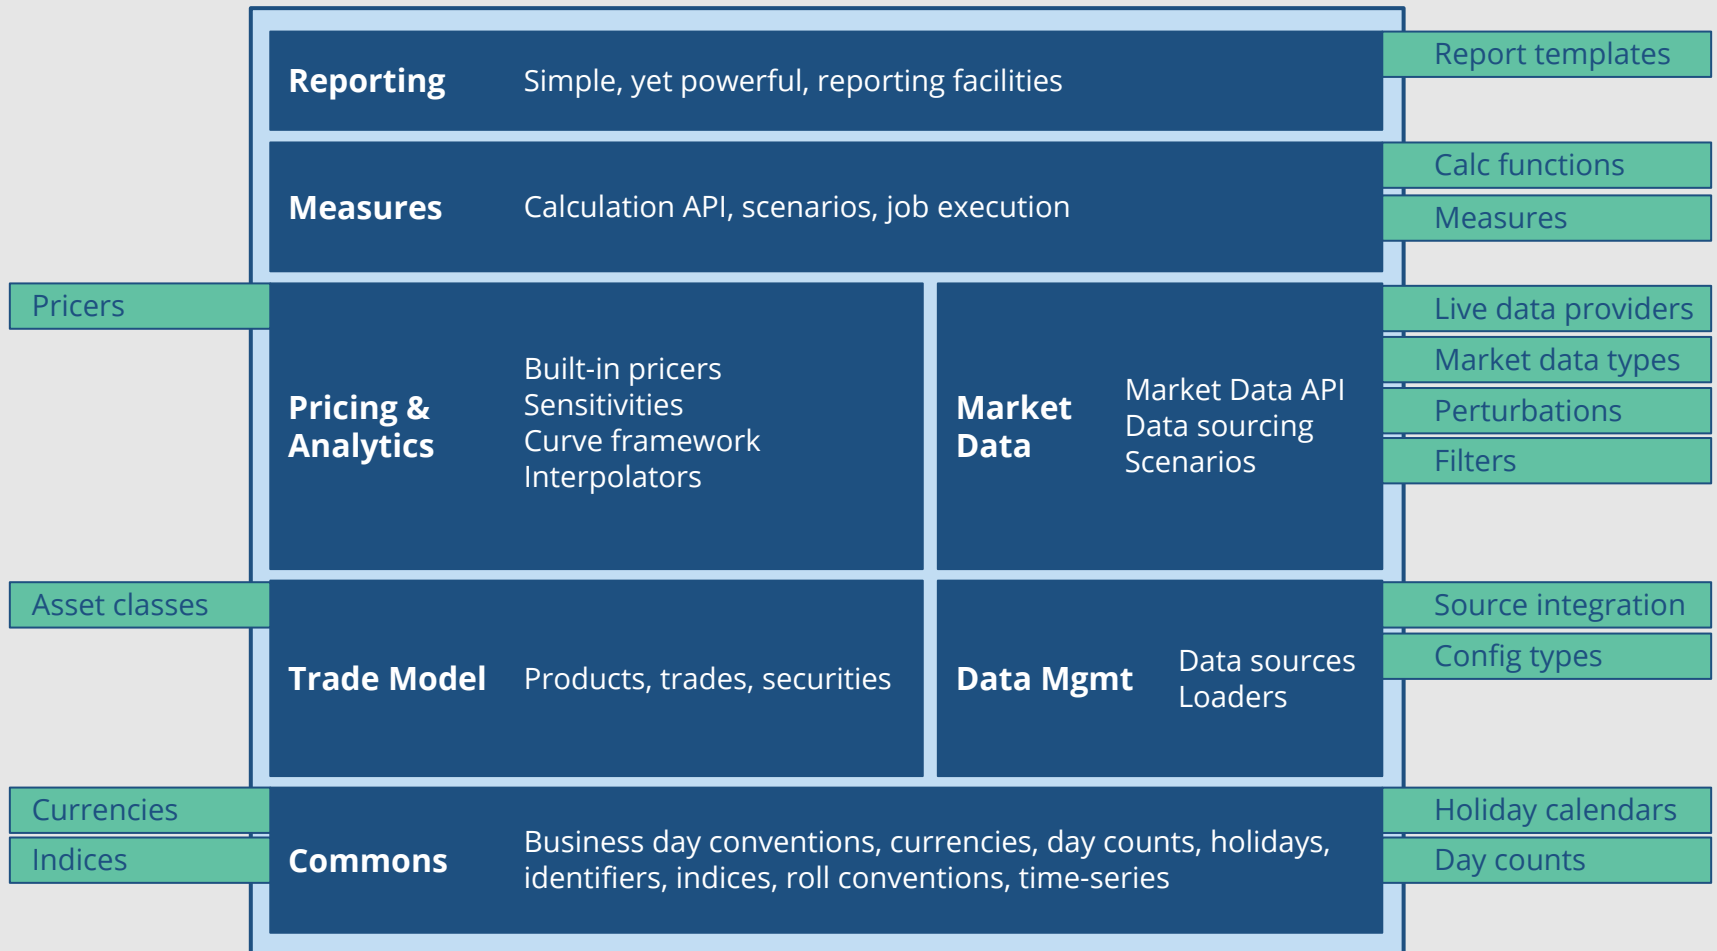 Reporting
Simple, yet powerful, reporting facilities
Report templates
Measures
Calculation API, scenarios, job execution
Calc functions
Measures
Pricers
Pricing &
Analytics
Built-in pricers
Sensitivities
Curve framework
Interpolators
Market
Data
Market Data API
Data sourcing
Scenarios
Live data providers
Market data types
Perturbations
Filters
Asset classes
Trade Model
Products, trades, securities
Data Mgmt
Data sources
Loaders
Source integration
Config types
Currencies
Indices
Commons
Business day conventions, currencies, day counts, holidays,
identifiers, indices, roll conventions, time-series
Holiday calendars
Day counts